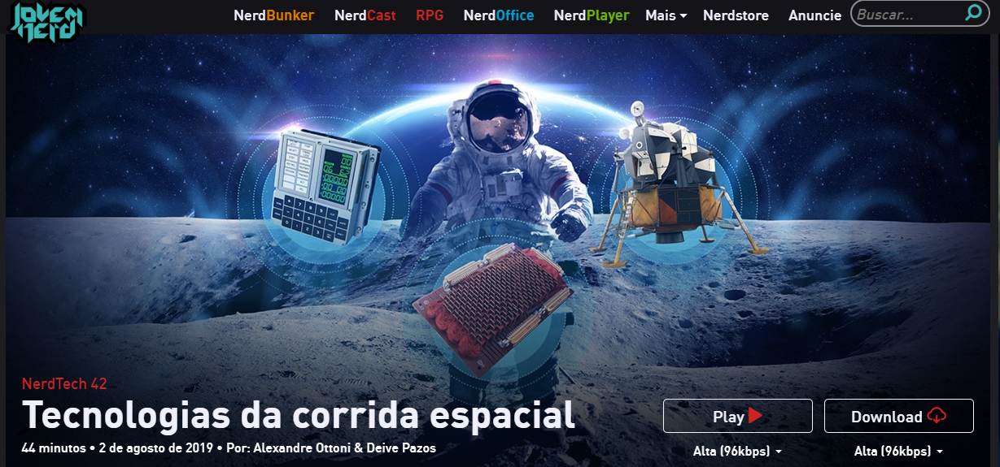 JOVEM
NERD
NerdBunker NerdCast RPG NerdOffice NerdPlayer Mais Nerdstore Anuncie Buscar...
NerdTech 42
Tecnologias da corrida espacial
44 minutos • 2 de agosto de 2019 • Por: Alexandre Ottoni & Deive Pazos
Play Download
Alta (96kbps) Alta (96kbps)